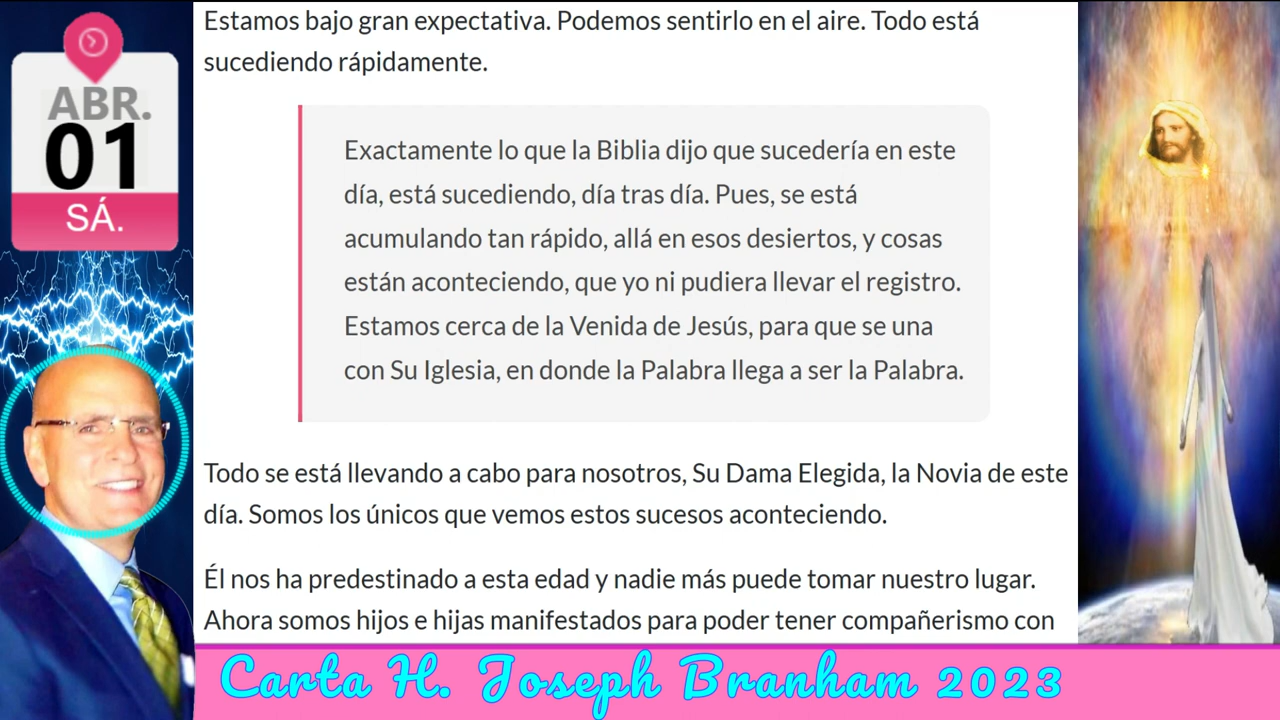 ABR.
01
SÁ.
Estamos bajo gran expectativa. Podemos sentirlo en el aire. Todo está
sucediendo rápidamente.
Exactamente lo que la Biblia dijo que sucedería en este
día, está sucediendo, día tras día. Pues, se está
acumulando tan rápido, allá en esos desiertos, y cosas
están aconteciendo, que yo ni pudiera llevar el registro.
Estamos cerca de la Venida de Jesús, para que se una
con Su Iglesia, en donde la Palabra llega a ser la Palabra.
Todo se está llevando a cabo para nosotros, Su Dama Elegida, la Novia de este
día. Somos los únicos que vemos estos sucesos aconteciendo.
Él nos ha predestinado a esta edad y nadie más puede tomar nuestro lugar.
Ahora somos hijos e hijas manifestados para poder tener compañerismo con
Carta H. Joseph Branham 2023